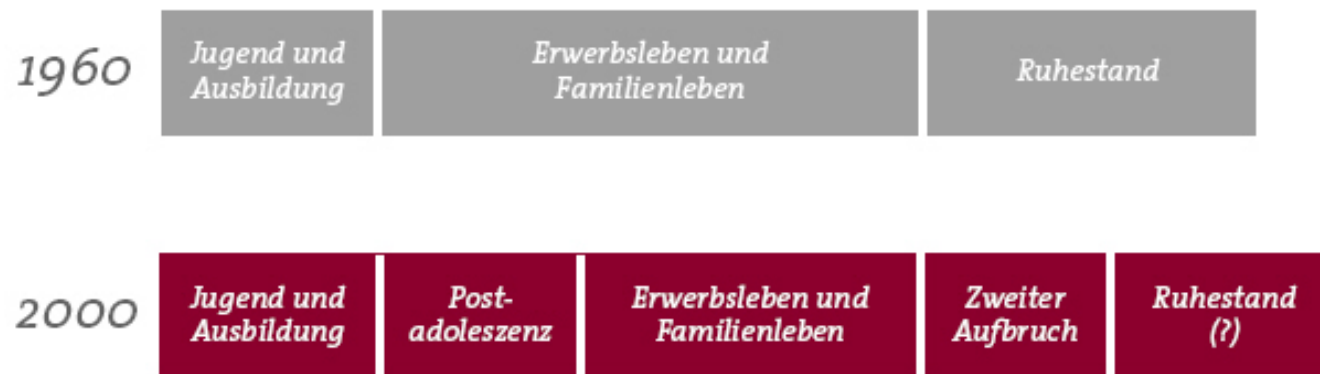 1960
Jugend und
Ausbildung
Erwerbsleben und
Familienleben
Ruhestand
2000
Jugend und
Ausbildung
Post-
adoleszenz
Erwerbsleben und
Familienleben
Zweiter
Aufbruch
Ruhestand
(?)